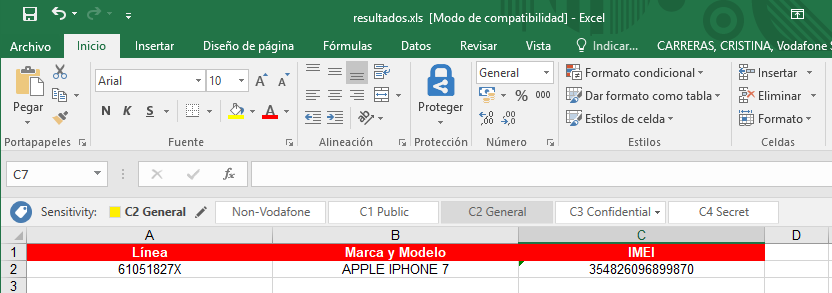 resultados.xls [Modo de compatibilidad] - Excel
Archivo Inicio Insertar Diseño de página Fórmulas Datos Revisar Vista Indicar... CARRERAS, CRISTINA, Vodafone S
Pegar
Arial 10 A A
N K S A
Proteger
General
% 000
Formato condicional
Dar formato como tabla
Estilos de celda
Insertar
Eliminar
Formato
Portapapeles Fuente Alineación Protección Número Estilos Celdas
C7 fx
Sensitivity: C2 General Non-Vodafone C1 Public C2 General C3 Confidential C4 Secret
A B C D
1 Línea Marca y Modelo IMEI
2 61051827X APPLE IPHONE 7 354826096899870
3